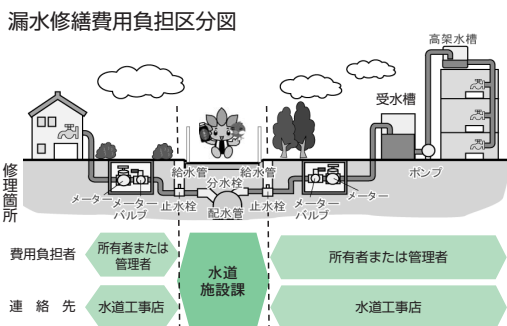 漏水修繕費用負担区分図
高架水槽
受水槽
給水管
給水管
分水栓
ポンプ
修理箇所
メーター
メーター
バルブ
止水栓
配水管
止水栓
メーター
バルブ
メーター
費用負担者
所有者または
管理者
水道
施設課
所有者または管理者
連絡先
水道工事店
水道工事店